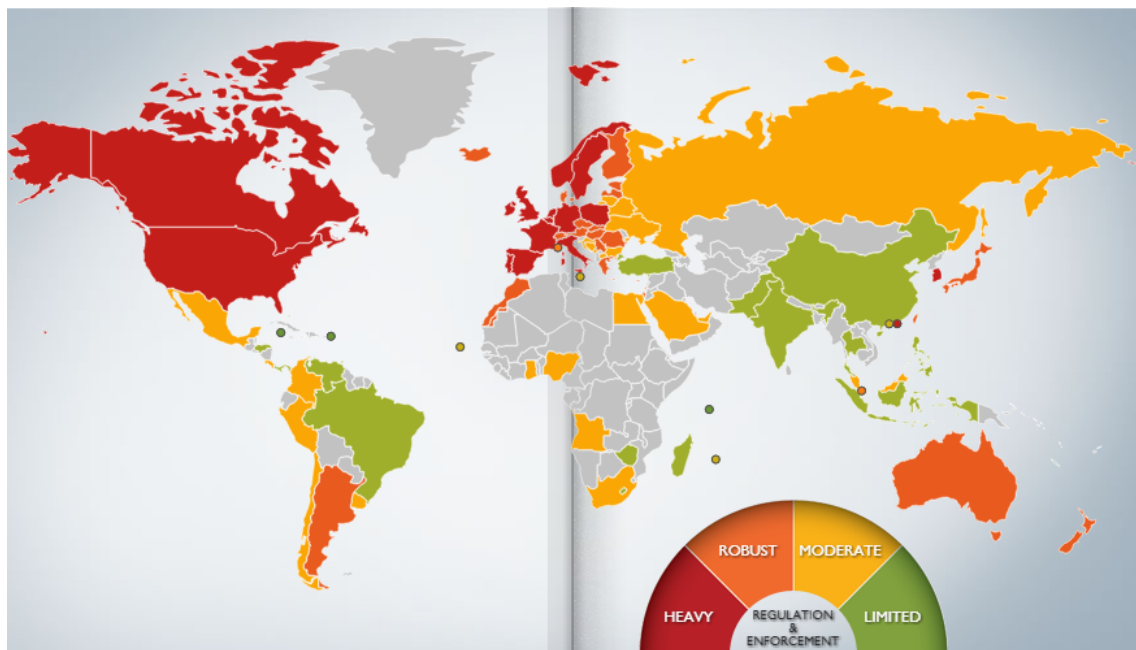 ROBUST
MODERATE
HEAVY
REGULATION
&
ENFORCEMENT
LIMITED